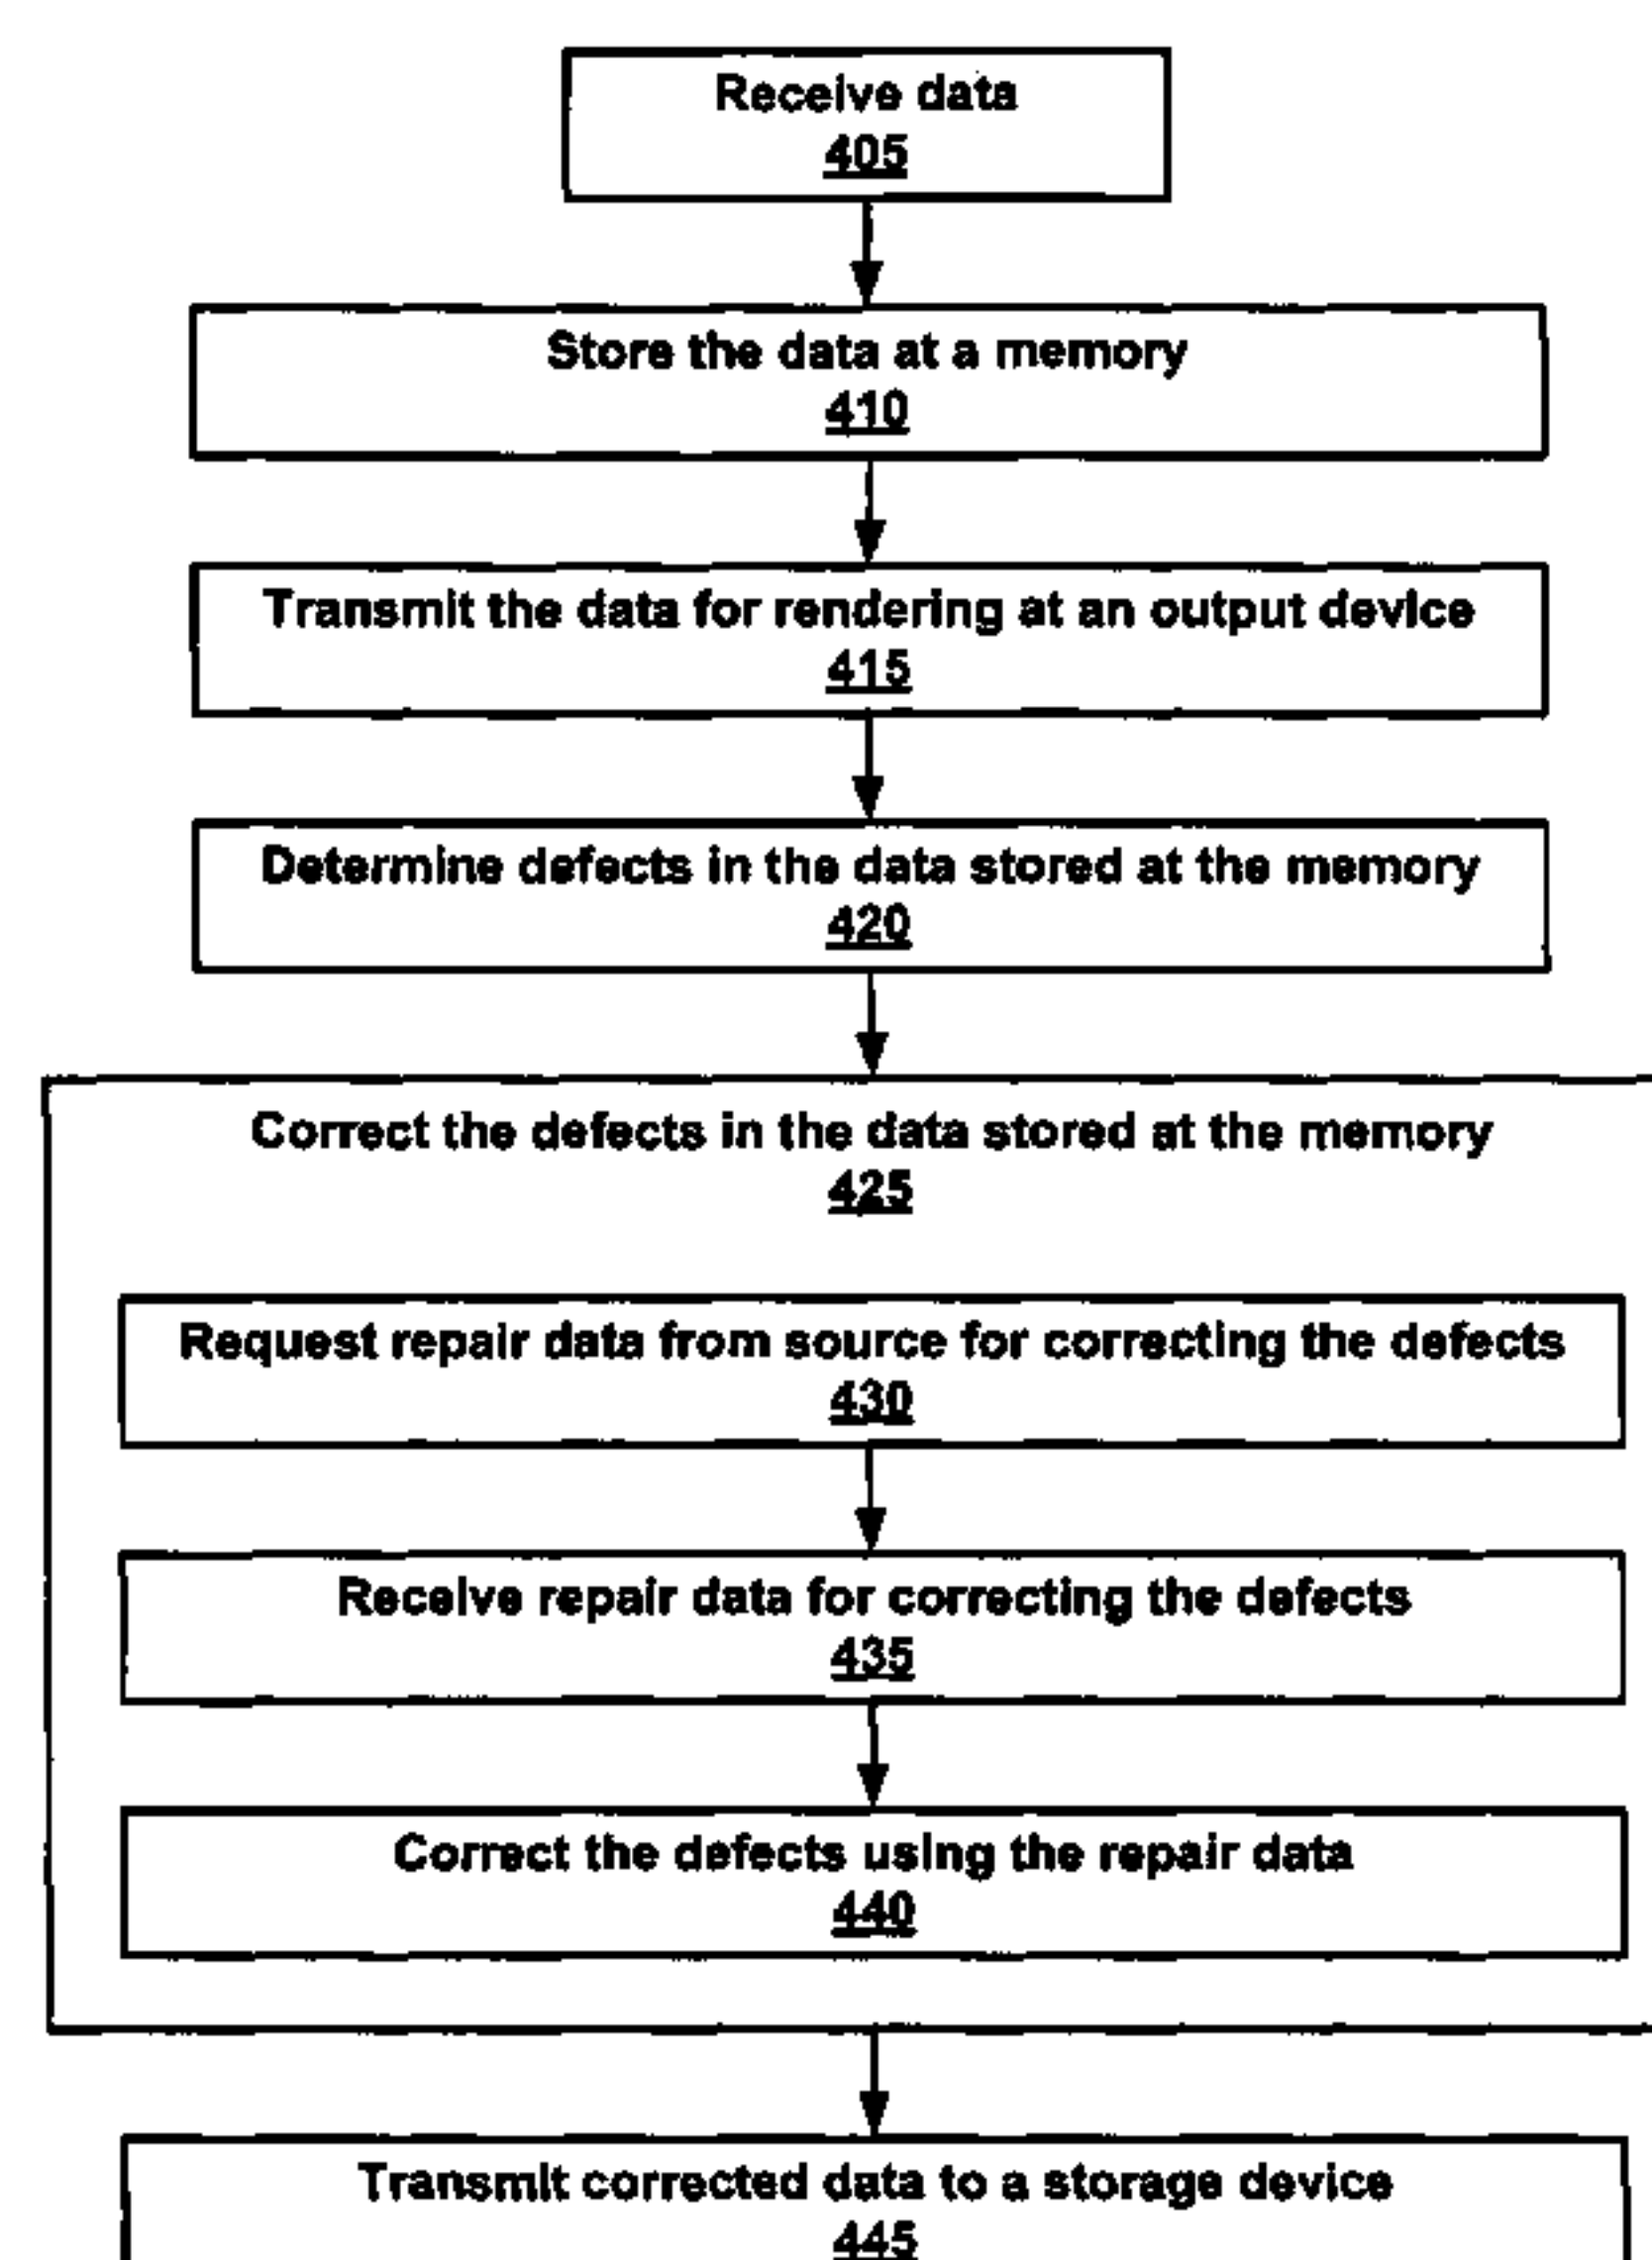 Receive data
405
Store the data at a memory
410
Transmit the data for rendering at an output device
415
Determine defects in the data stored at the memory
420
Correct the defects in the data stored at the memory
425
Request repair data from source for correcting the defects
430
Receive repair data for correcting the defects
435
Correct the defects using the repair data
440
Transmit corrected data to a storage device
445